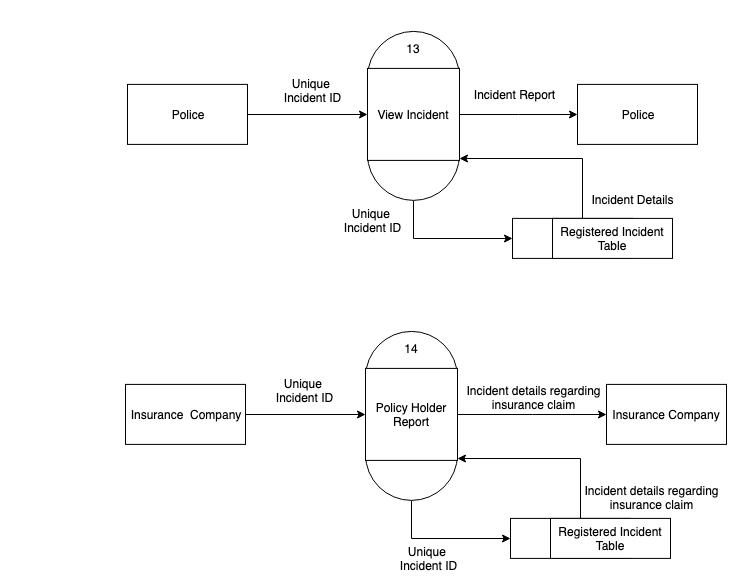 13
Unique
Incident ID
Incident Report
Police
View Incident
Police
Incident Details
Unique
Incident ID
Registered Incident
Table
14
Unique
Incident ID
Incident details regarding
insurance claim
Insurance Company
Policy Holder
Report
Insurance Company
Incident details regarding
insurance claim
Registered Incident
Table
Unique
Incident ID